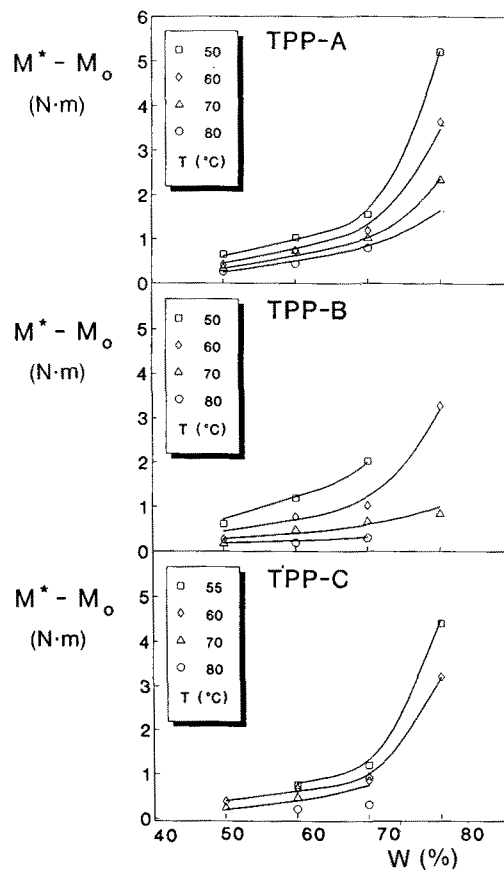 6
TPP-A
M* - Mo
(N·m)
5
4
3
2
1
0
□ 50
◇ 60
△ 70
○ 80
T (°C)
TPP-B
M* - Mo
(N·m)
5
4
3
2
1
0
□ 50
◇ 60
△ 70
○ 80
T (°C)
TPP-C
M* - Mo
(N·m)
5
4
3
2
1
0
□ 55
◇ 60
△ 70
○ 80
T (°C)
40 50 60 70 80
W (%)